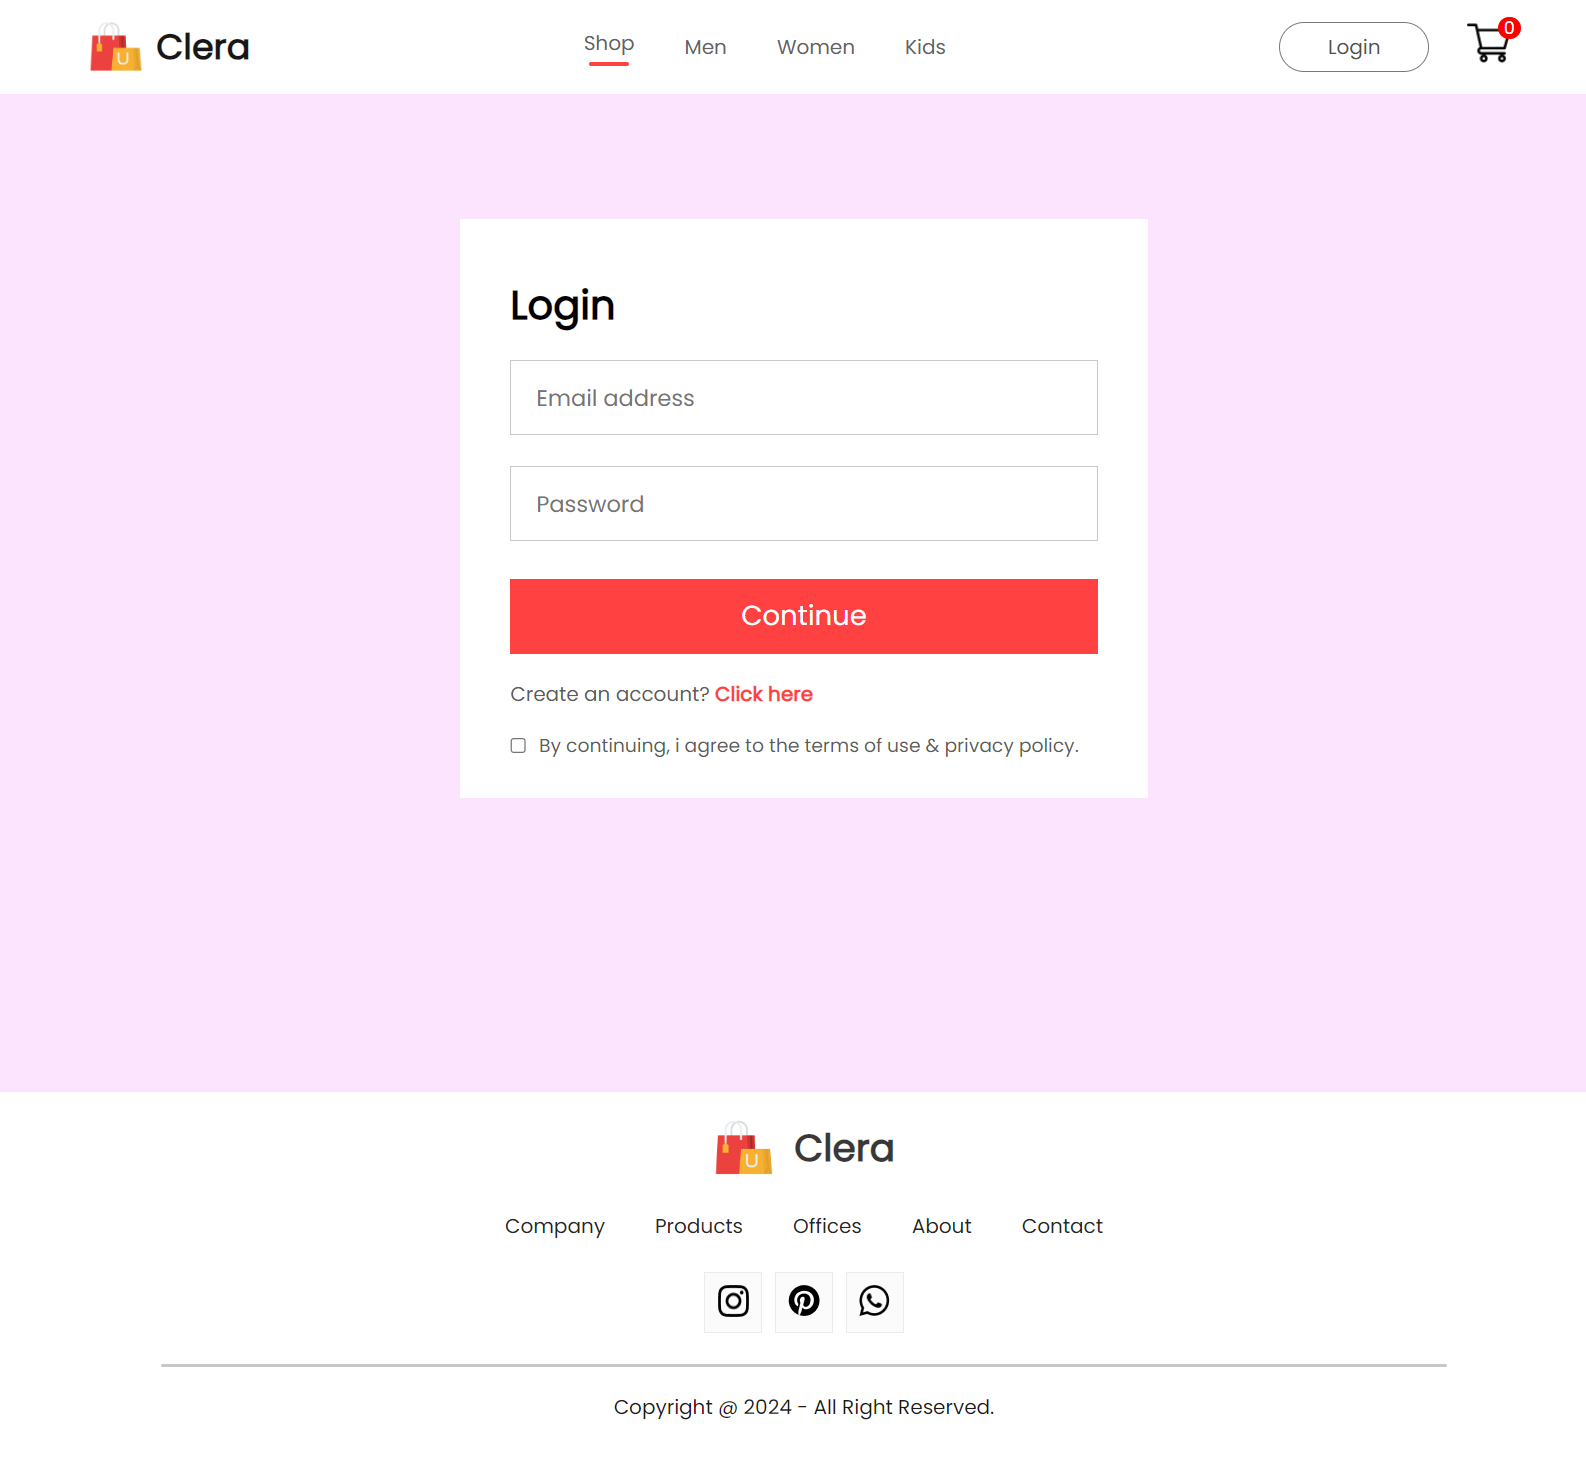 Clera
Shop Men Women Kids
Login
0
Login
Email address
Password
Continue
Create an account? Click here
By continuing, i agree to the terms of use & privacy policy.
U Clera
Company Products Offices About Contact
Copyright @ 2024 - All Right Reserved.